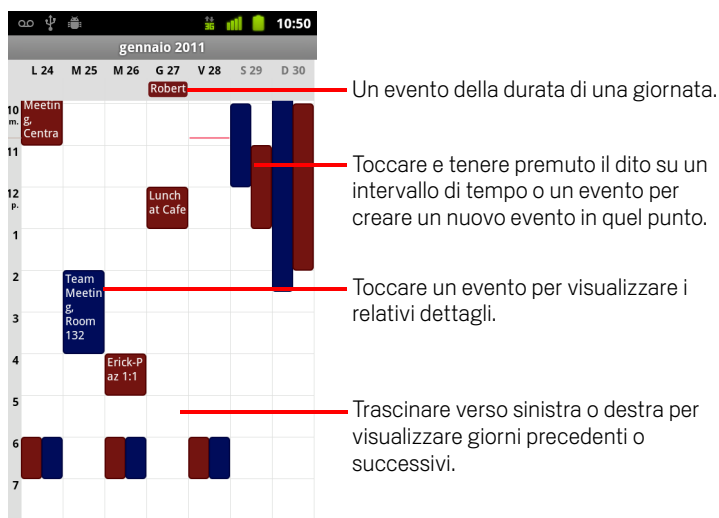 3G 10:50
gennaio 2011
L 24 M 25 M 26 G 27 V 28 S 29 D 30
Robert
10
m.
Meetin
g,
Centra
11
12
p.
Lunch
at Cafe
1
2
Team
Meetin
g,
Room
132
3
4
Erick-P
az 1:1
5
6
7
Un evento della durata di una giornata.
Toccare e tenere premuto il dito su un
intervallo di tempo o un evento per
creare un nuovo evento in quel punto.
Toccare un evento per visualizzare i
relativi dettagli.
Trascinare verso sinistra o destra per
visualizzare giorni precedenti o
successivi.